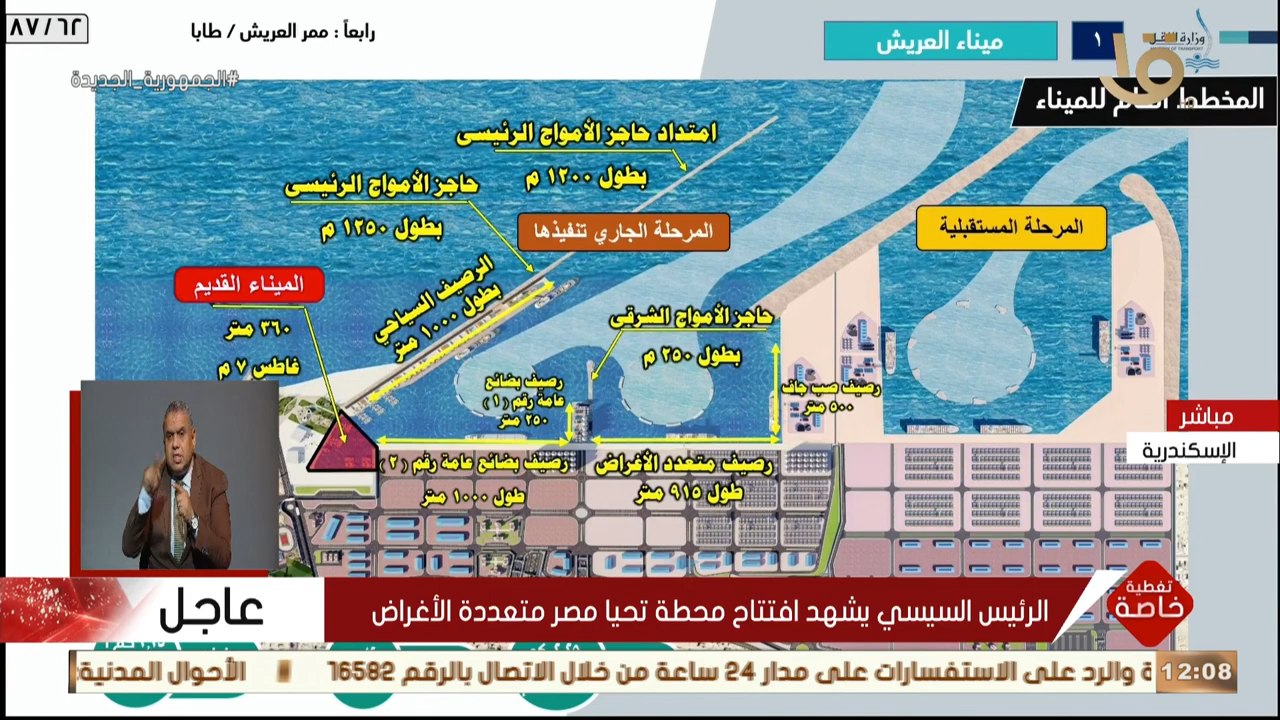 ٨٧/٦٢
رابعاً : ممر العريش / طابا
ميناء العريش
١
وزارة النقل
#الجمهورية_الجديدة
المخطط العام للميناء
امتداد حاجز الأمواج الرئيسى
بطول ١٢٠٠ م
حاجز الأمواج الرئيسى
بطول ١٢٥٠ م
المرحلة الجاري تنفيذها
المرحلة المستقبلية
الميناء القديم
٣٦٠ متر
غاطس ٧ م
الرصيف السياحي
بطول ١٠٠٠ متر
حاجز الأمواج الشرقى
بطول ٢٥٠ م
رصيف بضائع
عامة رقم (١)
٢٥٠ متر
رصيف صب جاف
٥٠٠ متر
رصيف بضائع عامة رقم (٢)
طول ١٠٠٠ متر
رصيف متعدد الأغراض
طول ٩١٥ متر
مباشر
الإسكندرية
تغطية
خاصة
الرئيس السيسي يشهد افتتاح محطة تحيا مصر متعددة الأغراض
عاجل
12:08
ة والرد على الاستفسارات على مدار 24 ساعة من خلال الاتصال بالرقم 16582
الأحوال المدنية: